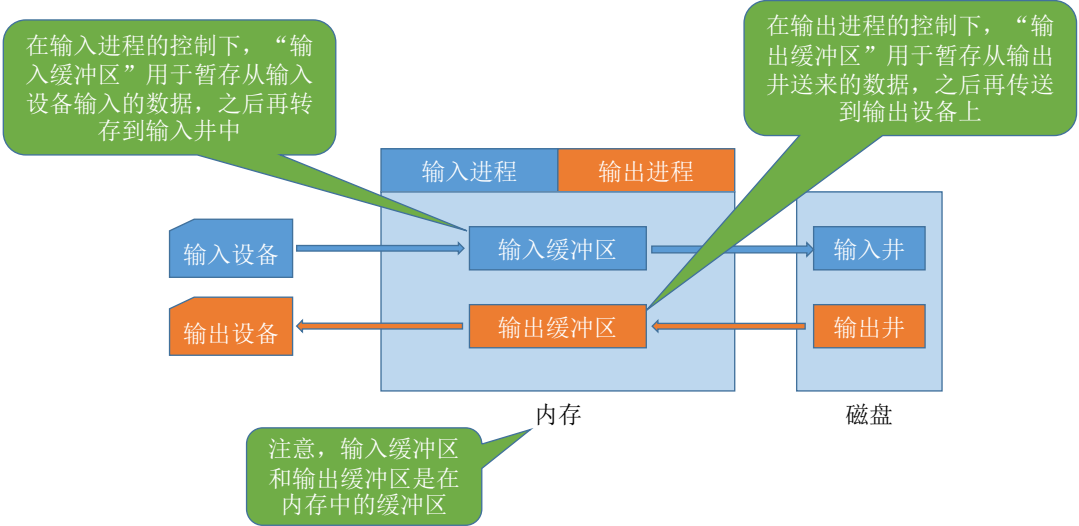 在输入进程的控制下，“输
入缓冲区”用于暂存从输入
设备输入的数据，之后再转
存到输入井中
在输出进程的控制下，“输
出缓冲区”用于暂存从输出
井送来的数据，之后再传送
到输出设备上
输入进程
输出进程
输入设备
输入缓冲区
输入井
输出设备
输出缓冲区
输出井
内存
磁盘
注意，输入缓冲区
和输出缓冲区是在
内存中的缓冲区